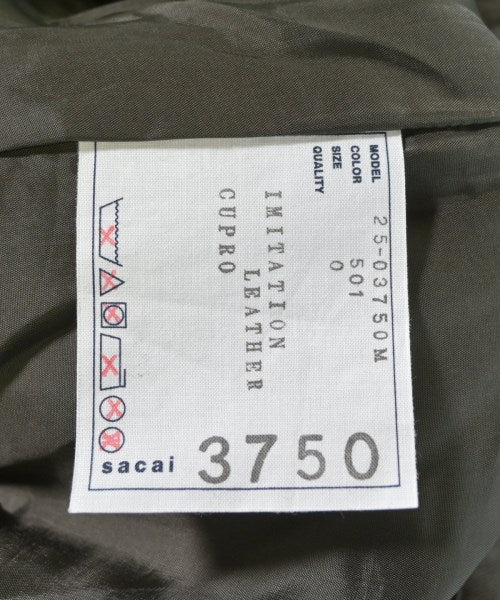 MODEL 25-03750M
COLOR 501
SIZE 0
QUALITY
IMITATION
LEATHER
CUPRO
sacai 3750